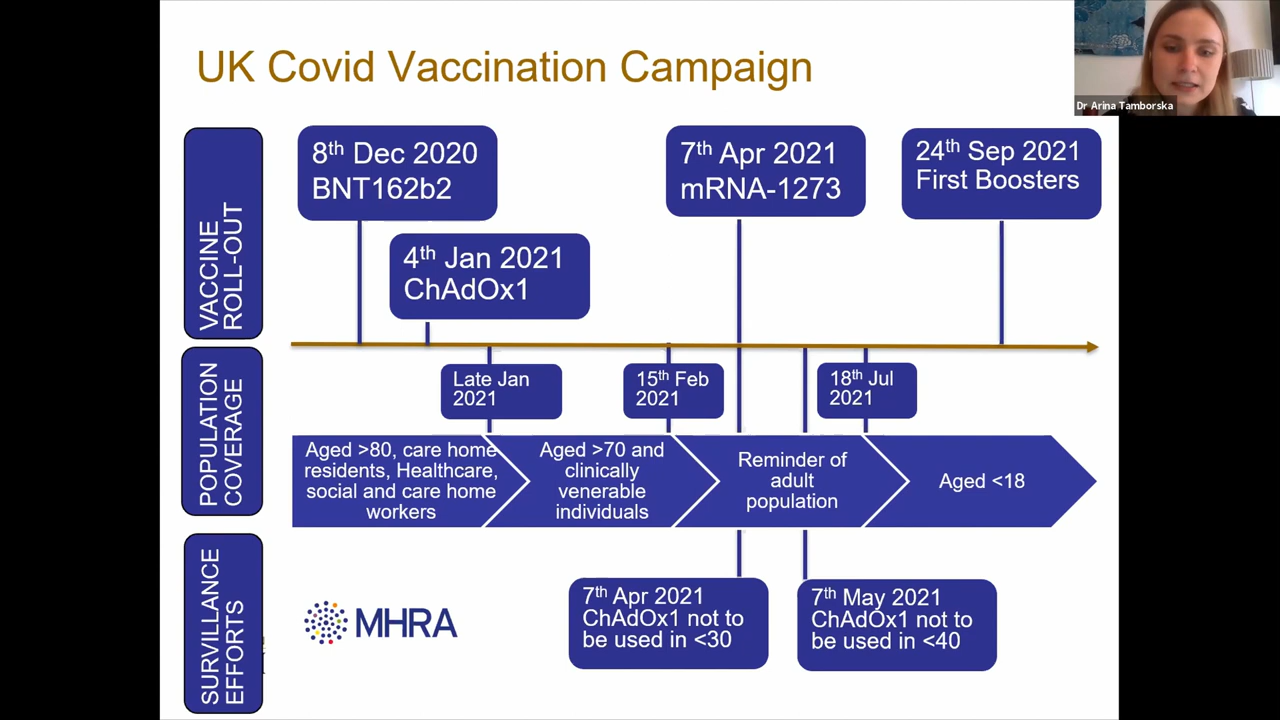 UK Covid Vaccination Campaign
Dr Arina Tamborska
VACCINE
ROLL-OUT
8th Dec 2020
BNT162b2
4th Jan 2021
ChAdOx1
7th Apr 2021
mRNA-1273
24th Sep 2021
First Boosters
POPULATION
COVERAGE
Late Jan
2021
15th Feb
2021
18th Jul
2021
Aged >80, care home
residents, Healthcare,
social and care home
workers
Aged >70 and
clinically
venerable
individuals
Reminder of
adult
population
Aged <18
SURVILLANCE
EFFORTS
MHRA
7th Apr 2021
ChAdOx1 not to
be used in <30
7th May 2021
ChAdOx1 not to
be used in <40